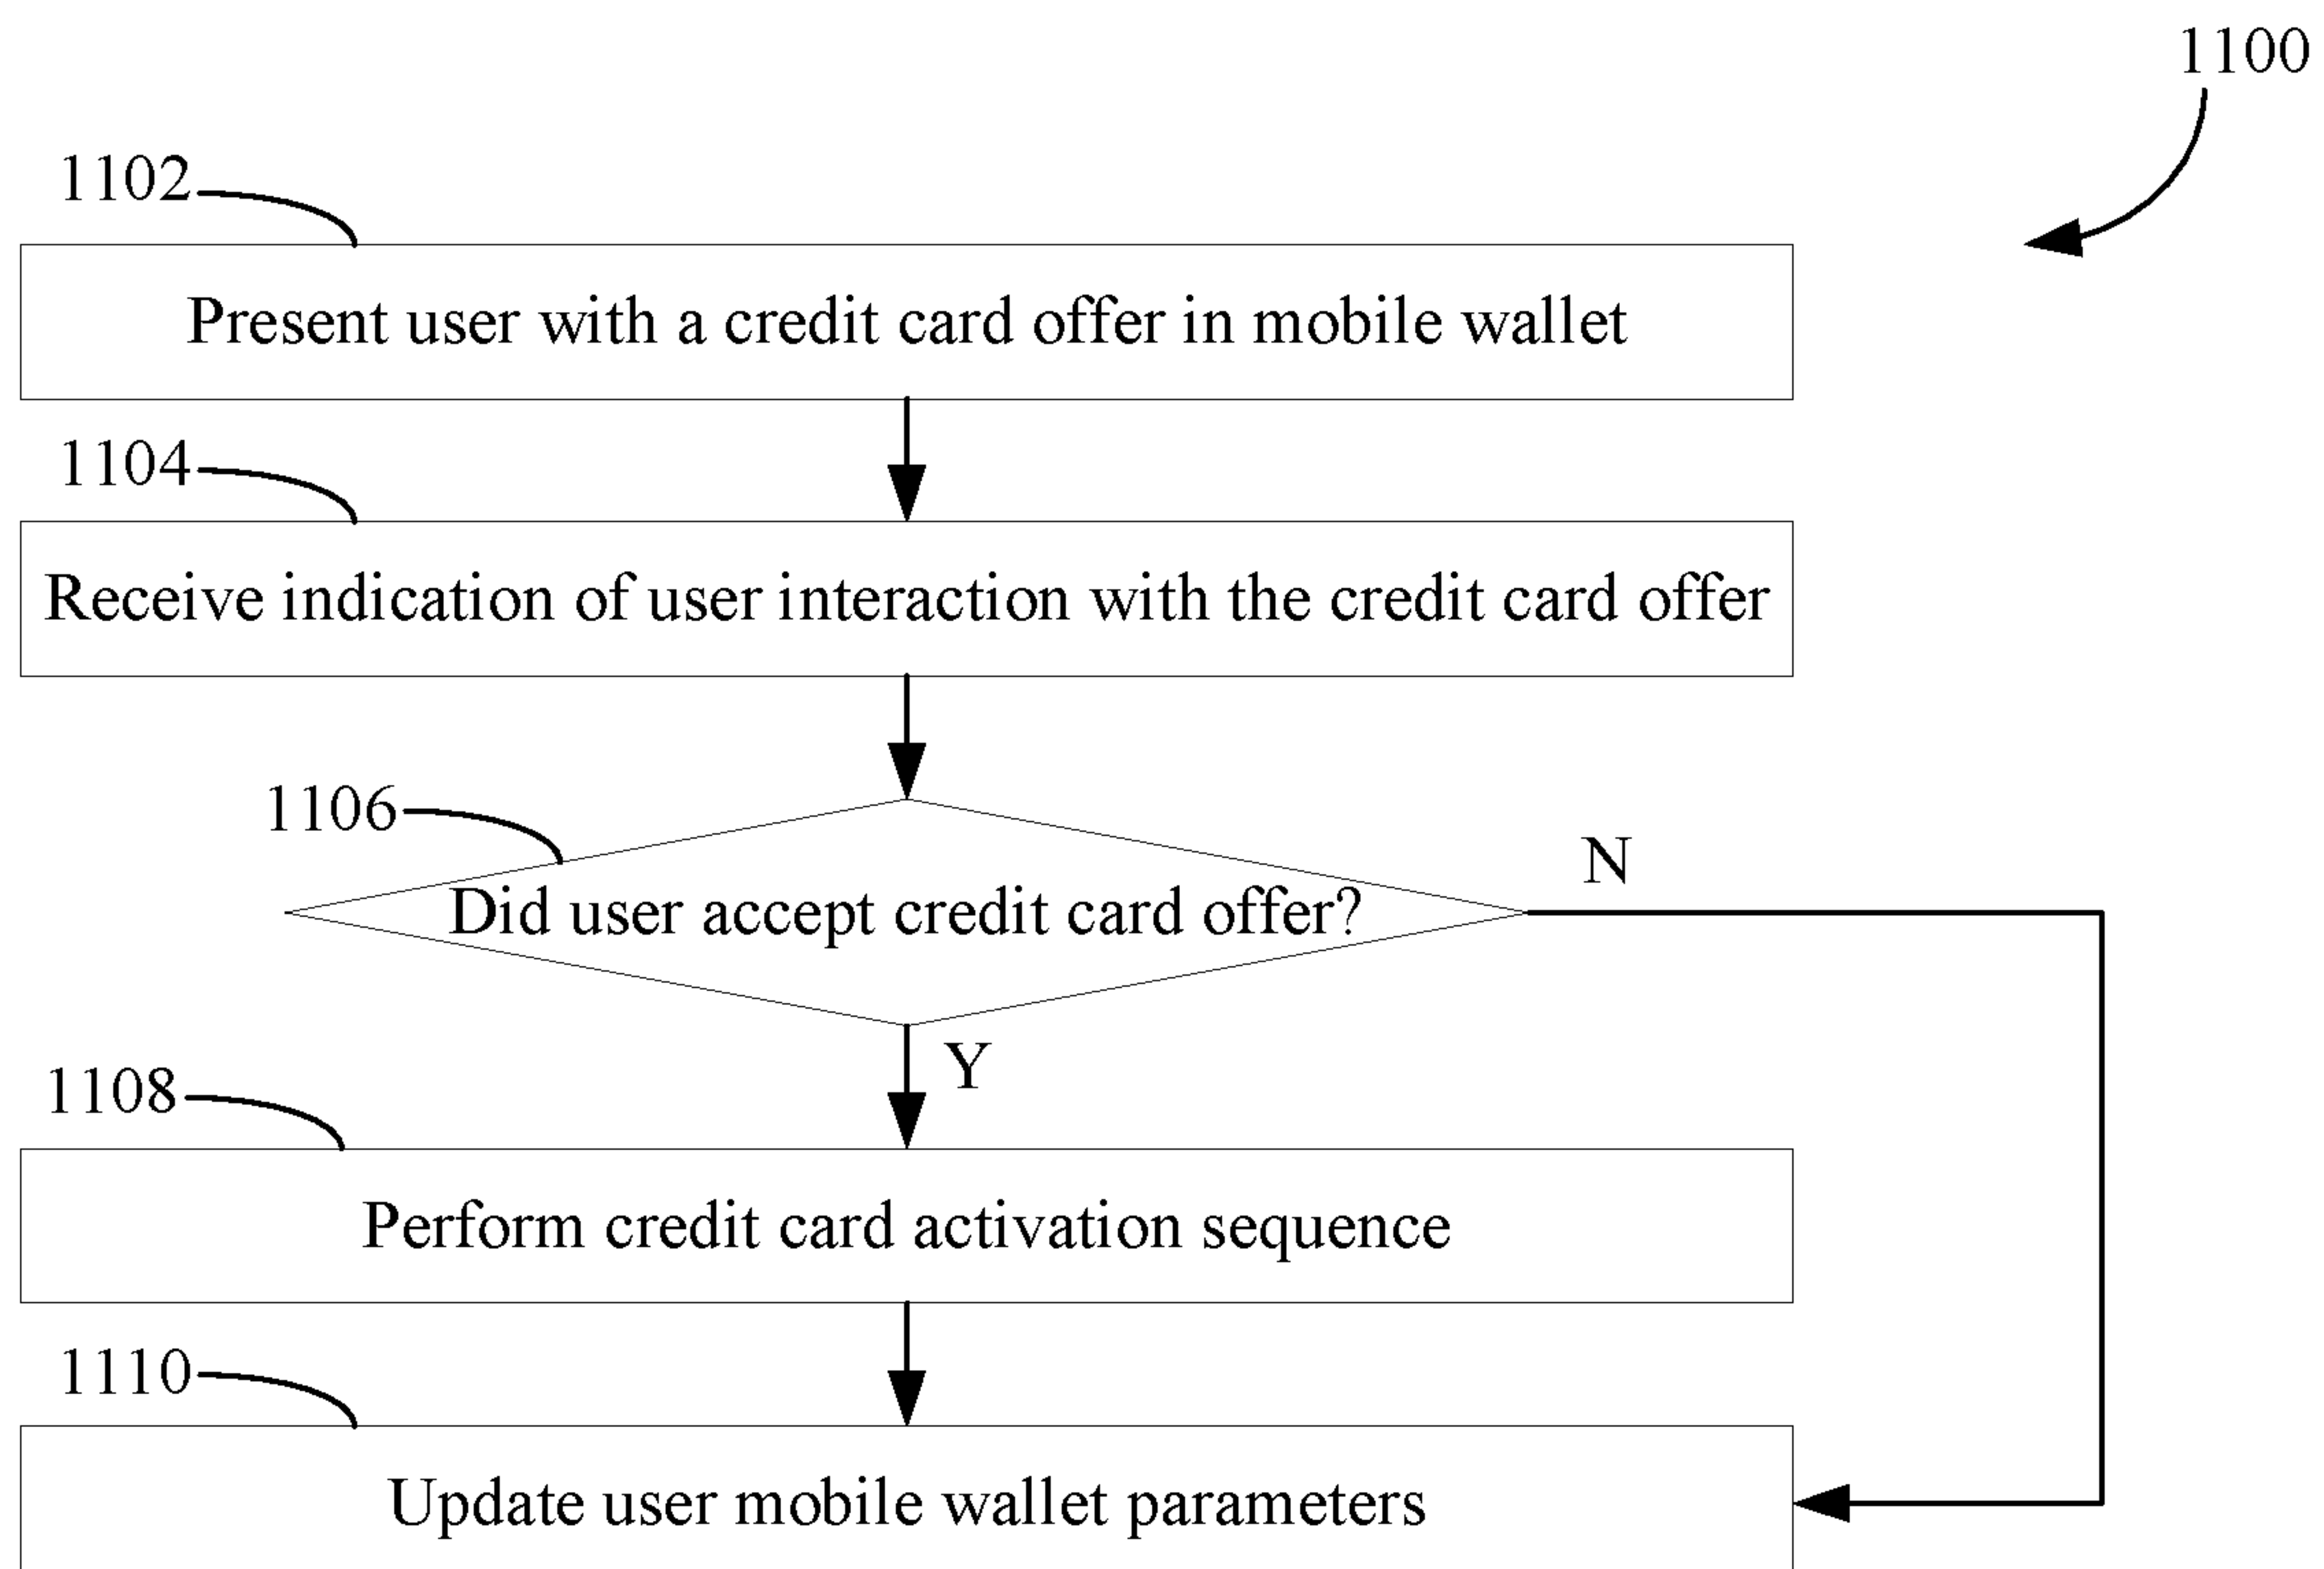 1100
1102
Present user with a credit card offer in mobile wallet
1104
Receive indication of user interaction with the credit card offer
1106
N
Did user accept credit card offer?
Y
1108
Perform credit card activation sequence
1110
Update user mobile wallet parameters